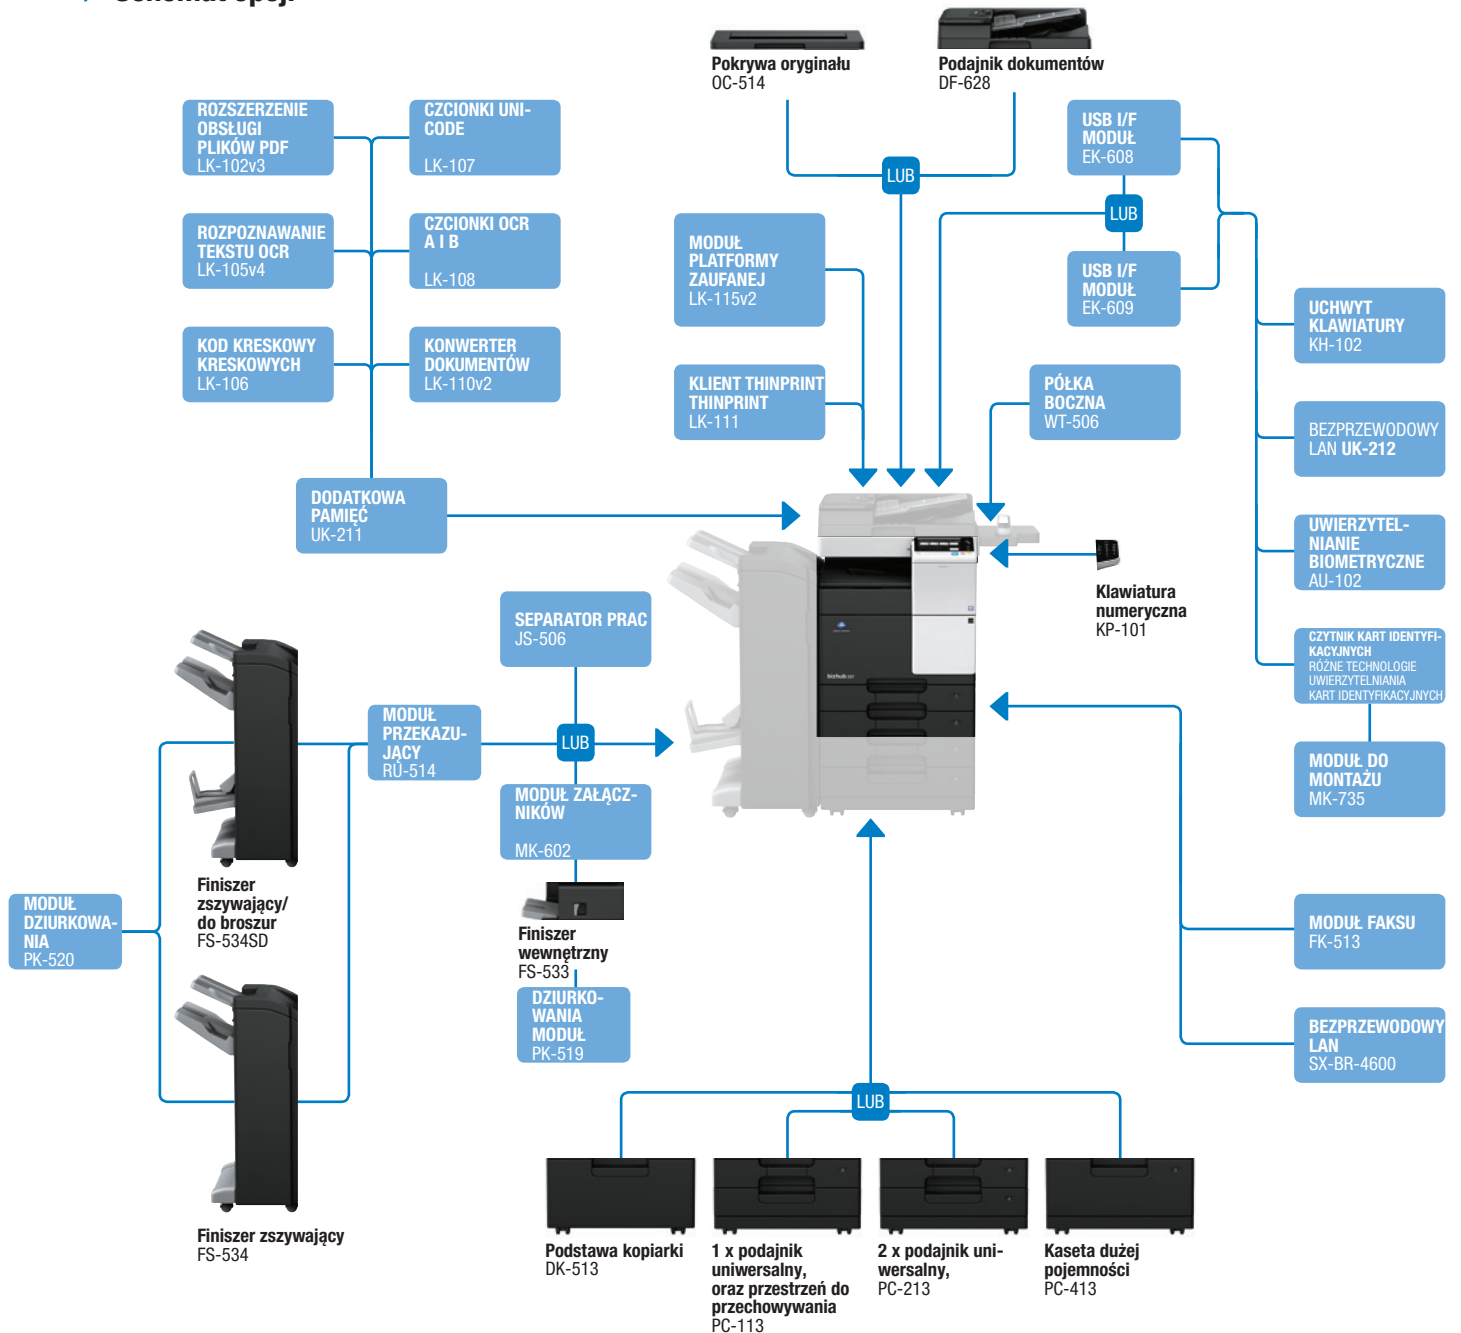 Schemat opcji
Pokrywa oryginału
OC-514
Podajnik dokumentów
DF-628
ROZSZERZENIE
OBSŁUGI
PLIKÓW PDF
LK-102v3
CZCIONKI UNI-
CODE
LK-107
ROZPOZNAWANIE
TEKSTU OCR
LK-105v4
CZCIONKI OCR
A I B
LK-108
KOD KRESKOWY
KRESKOWYCH
LK-106
KONWERTER
DOKUMENTÓW
LK-110v2
DODATKOWA
PAMIĘĆ
UK-211
LUB
MODUŁ
PLATFORMY
ZAUFANEJ
LK-115v2
KLIENT THINPRINT
THINPRINT
LK-111
USB I/F
MODUŁ
EK-608
LUB
USB I/F
MODUŁ
EK-609
PÓŁKA
BOCZNA
WT-506
UCHWYT
KLAWIATURY
KH-102
BEZPRZEWODOWY
LAN UK-212
UWIERZYTEL-
NIANIE
BIOMETRYCZNE
AU-102
CZYTNIK KART IDENTYFI-
KACYJNYCH
RÓŻNE TECHNOLOGIE
UWIERZYTELNIANIA
KART IDENTYFIKACYJNYCH
MODUŁ DO
MONTAŻU
MK-735
Klawiatura
numeryczna
KP-101
bizhub
SEPARATOR PRAC
JS-506
MODUŁ
PRZEKAZU-
JĄCY
RU-514
LUB
MODUŁ ZAŁĄCZ-
NIKÓW
MK-602
Finiszer
wewnętrzny
FS-533
DZIURKO-
WANIA
MODUŁ
PK-519
Finiszer
zszywający/
do broszur
FS-534SD
MODUŁ
DZIURKOWA-
NIA
PK-520
Finiszer zszywający
FS-534
MODUŁ FAKSU
FK-513
BEZPRZEWODOWY
LAN
SX-BR-4600
LUB
Podstawa kopiarki
DK-513
1 x podajnik
uniwersalny,
oraz przestrzeń do
przechowywania
PC-113
2 x podajnik uni-
wersalny,
PC-213
Kaseta dużej
pojemności
PC-413